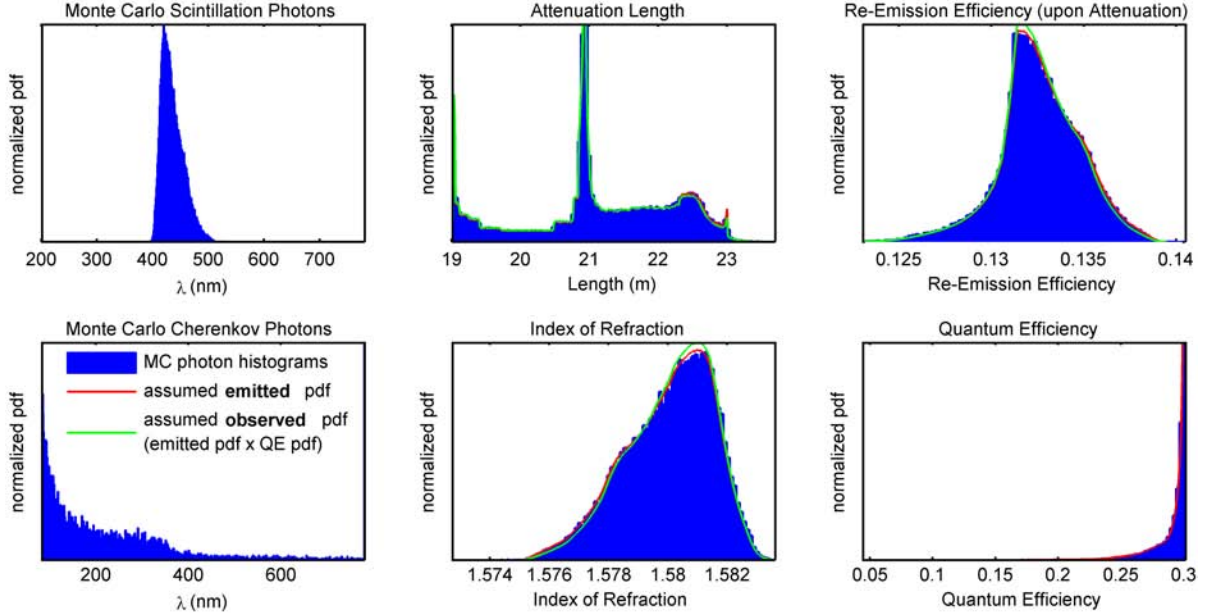 Monte Carlo Scintillation Photons
normalized pdf
200 300 400 500 600 700
λ (nm)
Attenuation Length
normalized pdf
19 20 21 22 23
Length (m)
Re-Emission Efficiency (upon Attenuation)
normalized pdf
0.125 0.13 0.135 0.14
Re-Emission Efficiency
Monte Carlo Cherenkov Photons
normalized pdf
MC photon histograms
assumed emitted pdf
assumed observed pdf
(emitted pdf x QE pdf)
200 400 600
λ (nm)
Index of Refraction
normalized pdf
1.574 1.576 1.578 1.58 1.582
Index of Refraction
Quantum Efficiency
normalized pdf
0.05 0.1 0.15 0.2 0.25 0.3
Quantum Efficiency